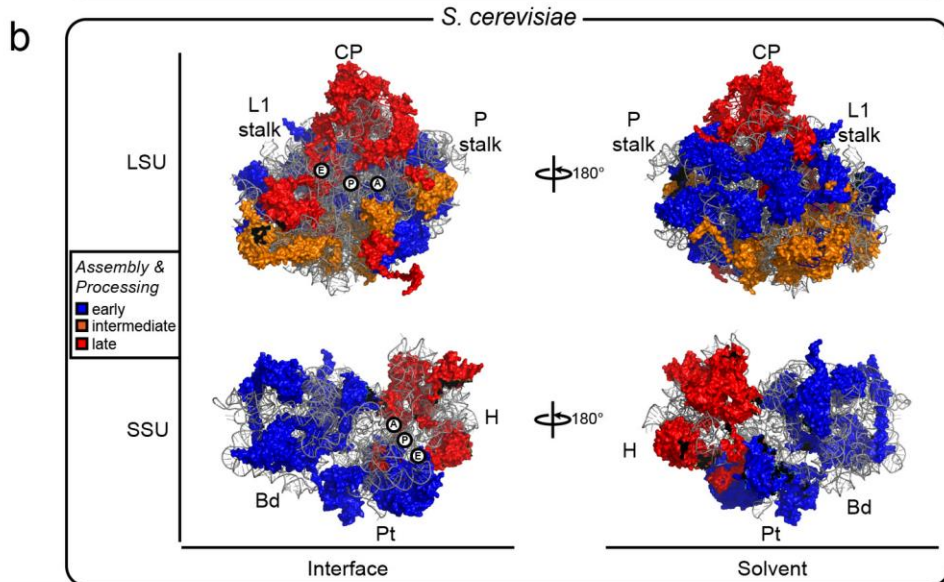 b
S. cerevisiae
CP
L1
stalk
P
stalk
E
P
A
LSU
180°
CP
P
stalk
L1
stalk
Assembly &
Processing
early
intermediate
late
SSU
A
P
E
H
Bd
Pt
180°
H
Bd
Pt
Interface
Solvent